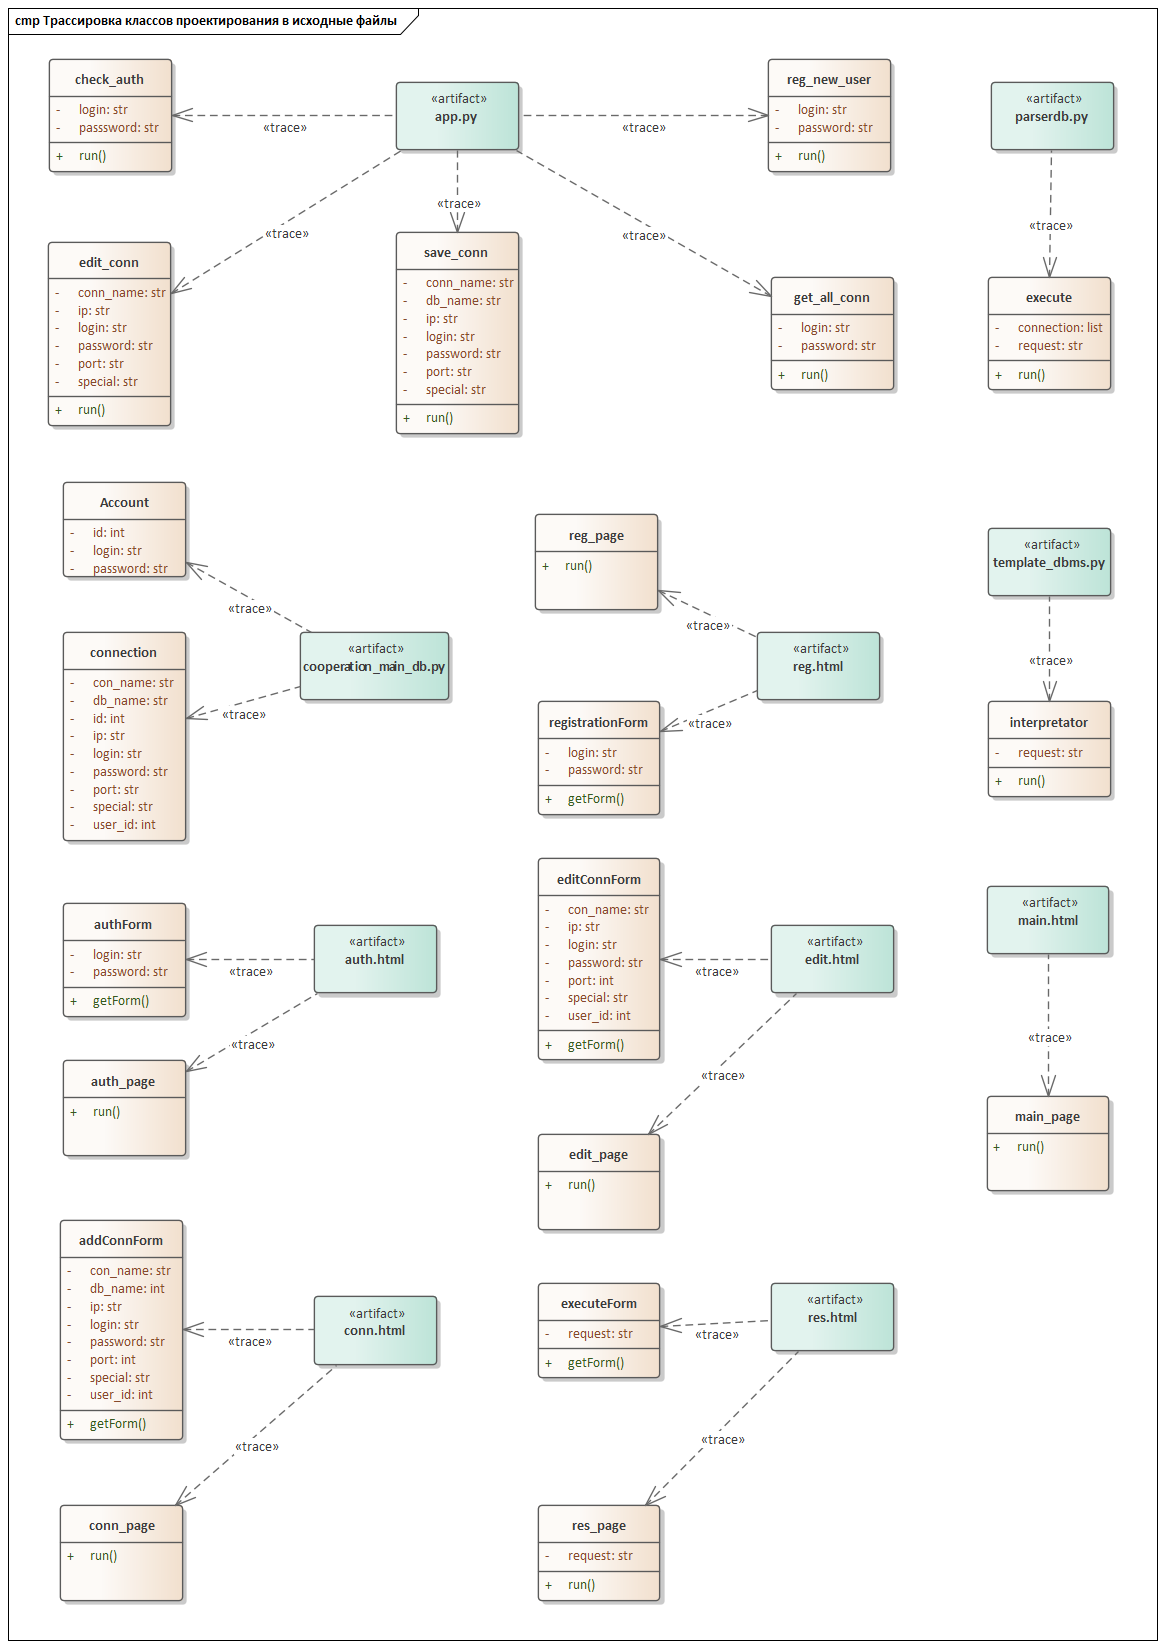 cmp Трассировка классов проектирования в исходные файлы
check_auth
- login: str
- passsword: str
+ run()
«artifact»
app.py
reg_new_user
- login: str
- password: str
+ run()
«artifact»
parserdb.py
«trace»
«trace»
«trace»
«trace»
«trace»
«trace»
edit_conn
- conn_name: str
- ip: str
- login: str
- password: str
- port: str
- special: str
+ run()
save_conn
- conn_name: str
- db_name: str
- ip: str
- login: str
- password: str
- port: str
- special: str
+ run()
get_all_conn
- login: str
- password: str
+ run()
execute
- connection: list
- request: str
+ run()
Account
- id: int
- login: str
- password: str
«trace»
«artifact»
cooperation_main_db.py
«trace»
connection
- con_name: str
- db_name: str
- id: int
- ip: str
- login: str
- password: str
- port: str
- special: str
- user_id: int
reg_page
+ run()
«trace»
«artifact»
reg.html
«trace»
registrationForm
- login: str
- password: str
+ getForm()
«artifact»
template_dbms.py
«trace»
interpretator
- request: str
+ run()
authForm
- login: str
- password: str
+ getForm()
«trace»
«artifact»
auth.html
«trace»
auth_page
+ run()
editConnForm
- con_name: str
- ip: str
- login: str
- password: str
- port: int
- special: str
- user_id: int
+ getForm()
«trace»
«artifact»
edit.html
«trace»
edit_page
+ run()
«artifact»
main.html
«trace»
main_page
+ run()
addConnForm
- con_name: str
- db_name: int
- ip: str
- login: str
- password: str
- port: int
- special: str
- user_id: int
+ getForm()
«trace»
«artifact»
conn.html
«trace»
conn_page
+ run()
executeForm
- request: str
+ getForm()
«trace»
«artifact»
res.html
«trace»
res_page
- request: str
+ run()